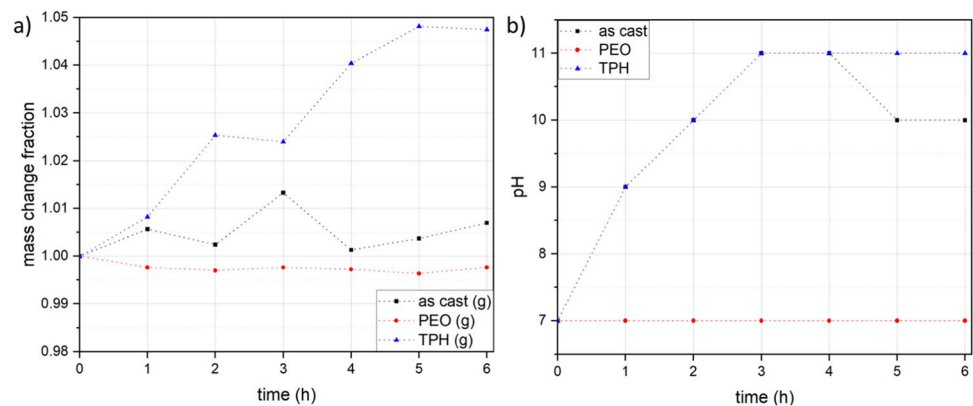 a)
1.05
1.04
1.03
1.02
1.01
1.00
0.99
0.98
mass change fraction
as cast (g)
PEO (g)
TPH (g)
0 1 2 3 4 5 6
time (h)
b)
as cast
PEO
TPH
11
10
9
8
7
pH
0 1 2 3 4 5 6
time (h)